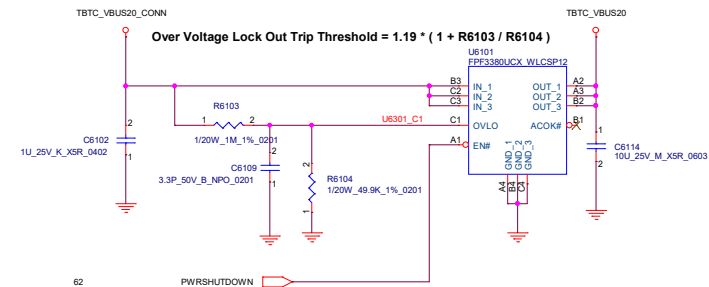 TBTC_VBUS20_CONN
TBTC_VBUS20
Over Voltage Lock Out Trip Threshold = 1.19 * ( 1 + R6103 / R6104 )
U6101
FPF3380UCX_WLCSP12
B3 IN_1 OUT_1 A2
C2 IN_2 OUT_2 A3
C3 IN_3 OUT_3 B2
R6103
1 2
U6301_C1
C1 OVLO ACOK# B1
1/20W_1M_1%_0201
A1 EN#
2
C6102
1U_25V_K_X5R_0402
1
2
C6109
3.3P_50V_B_NPO_0201
1
2
R6104
1/20W_49.9K_1%_0201
1
GND_1
GND_2
GND_3
A4
B4
C4
1
C6114
10U_25V_M_X5R_0603
2
62
PWRSHUTDOWN